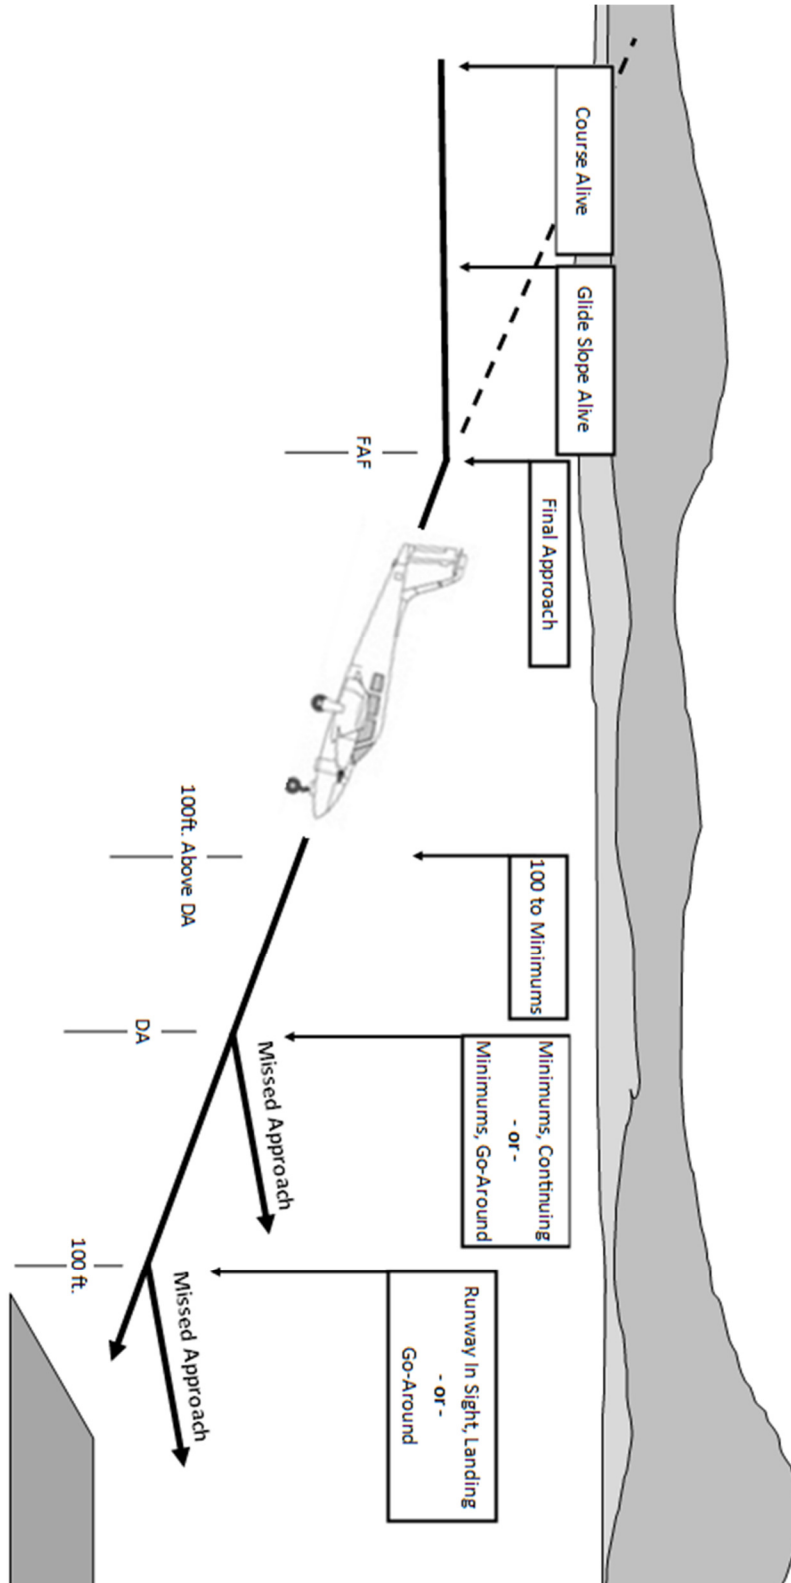 Course Alive
Glide Slope Alive
Final Approach
100 to Minimums
Minimums, Continuing
- or -
Minimums, Go-Around
Runway In Sight, Landing
- or -
Go-Around
Missed Approach
Missed Approach
FAF
100ft. Above DA
DA
100 ft.